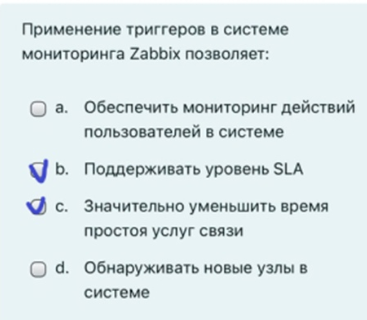 Применение триггеров в системе
мониторинга Zabbix позволяет:
a. Обеспечить мониторинг действий
пользователей в системе
b. Поддерживать уровень SLA
c. Значительно уменьшить время
простоя услуг связи
d. Обнаруживать новые узлы в
системе